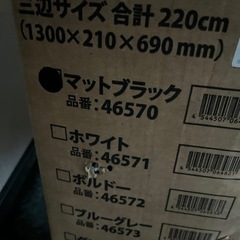 三辺サイズ 合計 220cm
(1300×210×690mm)
マットブラック
品番:46570
ホワイト
品番:46571
ボルドー
品番:46572
ブルーグレー
品番:46573